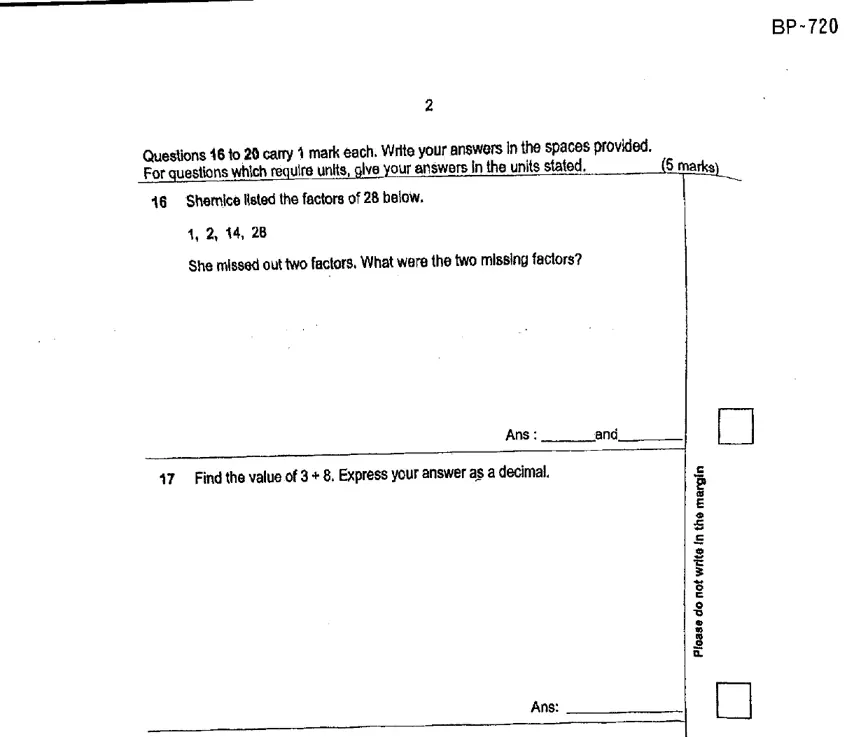 BP-720
2
Questions 16 to 20 carry 1 mark each. Write your answers in the spaces provided.
For questions which require units, give your answers in the units stated. (5 marks)
16 Shernice listed the factors of 28 below.
1, 2, 14, 28
She missed out two factors. What were the two missing factors?
Ans : ______and______
17 Find the value of 3 + 8. Express your answer as a decimal.
Ans: ____________
Please do not write in the margin